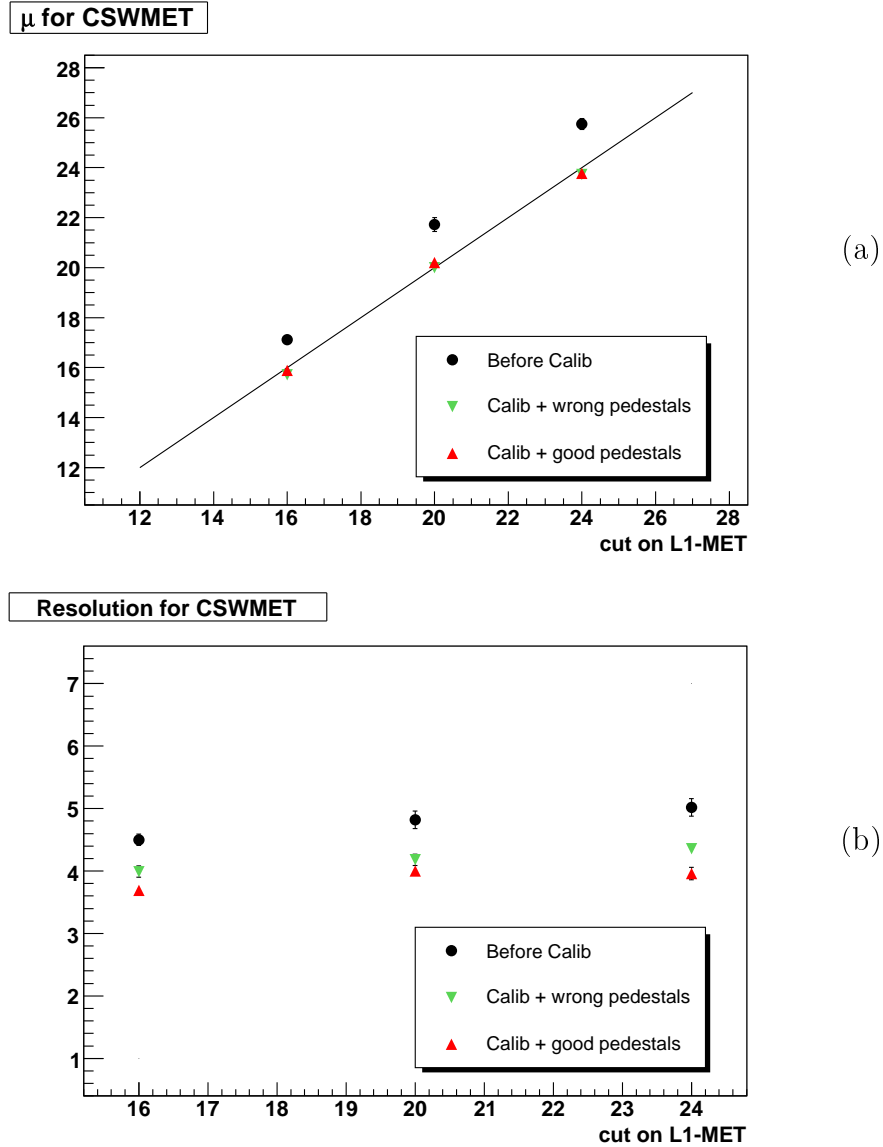 μ for CSWMET
28
26
24
22
20
18
16
14
12
Before Calib
Calib + wrong pedestals
Calib + good pedestals
12 14 16 18 20 22 24 26 28
cut on L1-MET
(a)
Resolution for CSWMET
7
6
5
4
3
2
1
Before Calib
Calib + wrong pedestals
Calib + good pedestals
16 17 18 19 20 21 22 23 24
cut on L1-MET
(b)